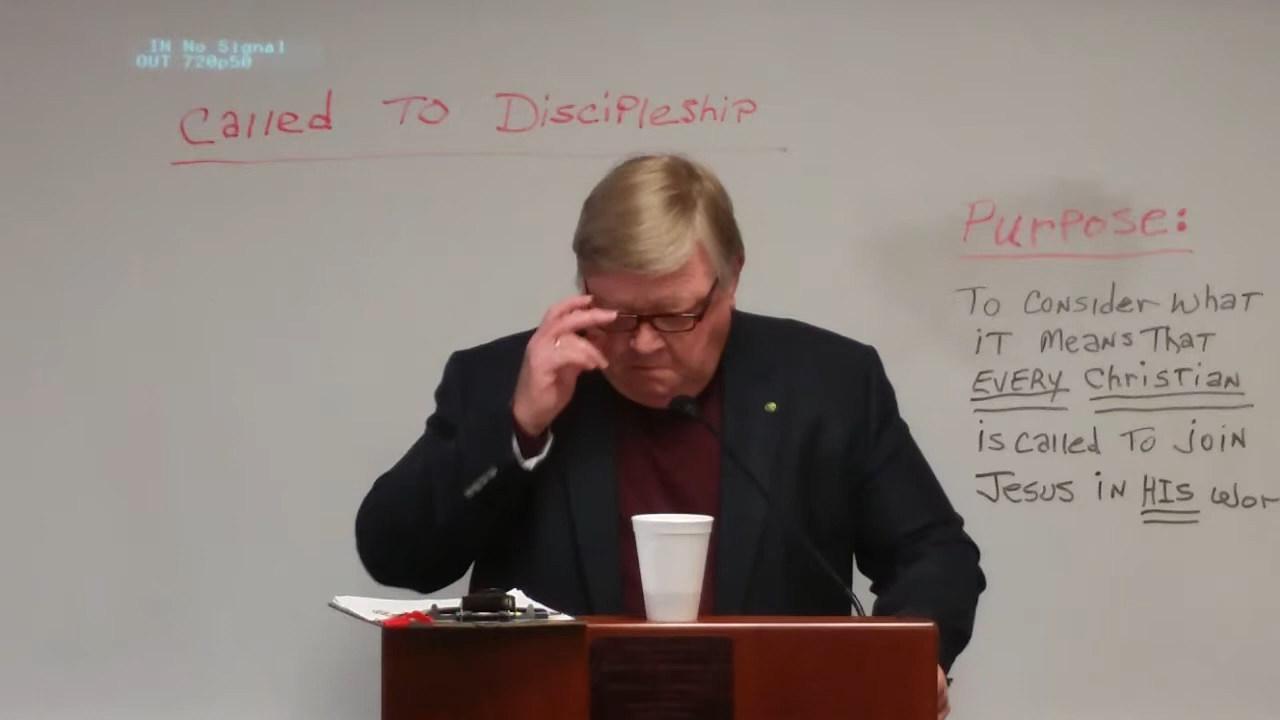 IN No Signal
OUT 720p50
Called To Discipleship
Purpose:
To Consider what
it Means That
EVERY Christian
is called To join
Jesus in HIS wor